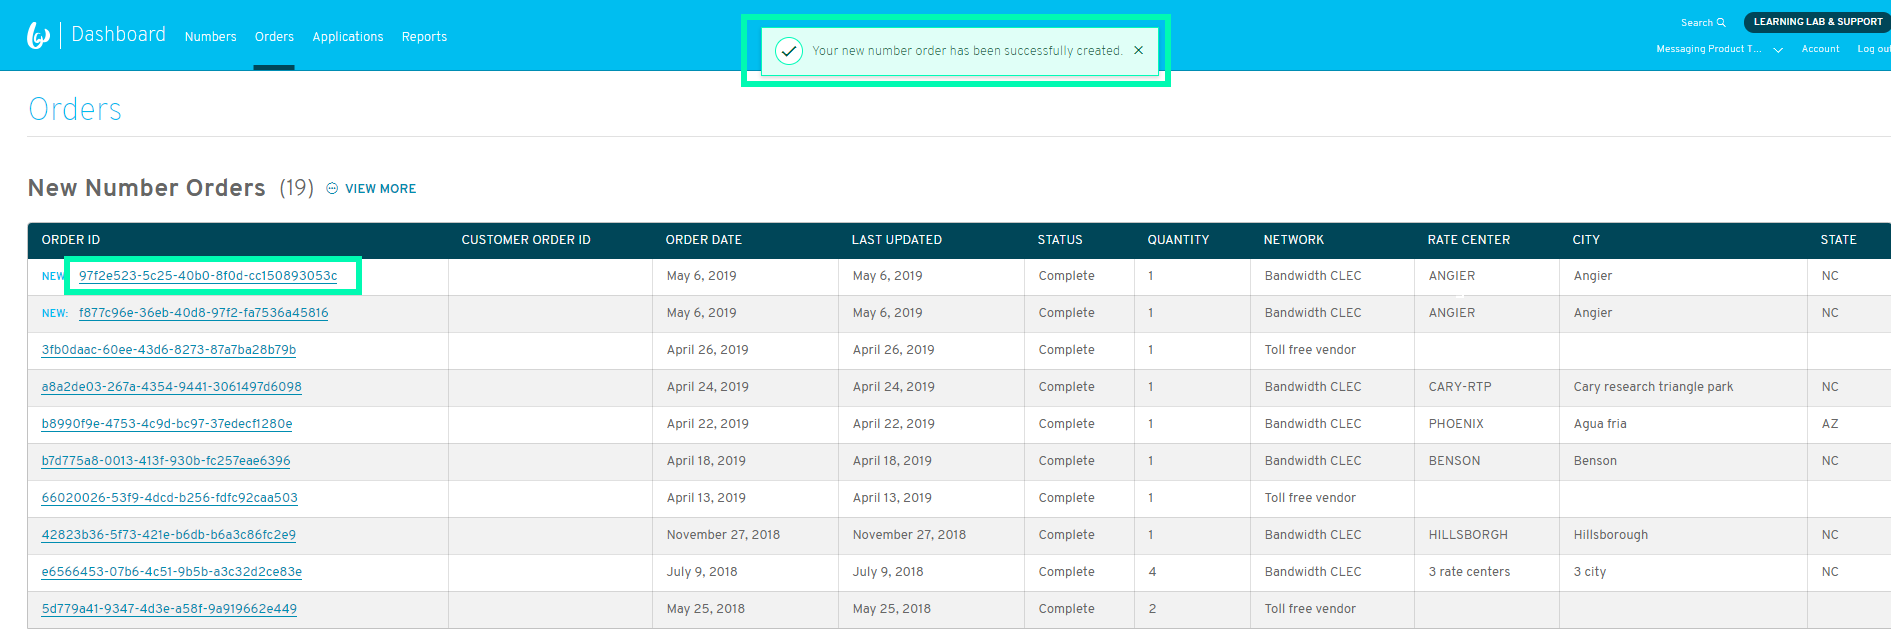 Dashboard Numbers Orders Applications Reports
Your new number order has been successfully created.
Search LEARNING LAB & SUPPORT
Messaging Product T... Account Log out
Orders
New Number Orders (19) VIEW MORE
ORDER ID CUSTOMER ORDER ID ORDER DATE LAST UPDATED STATUS QUANTITY NETWORK RATE CENTER CITY STATE
NEW 97f2e523-5c25-40b0-8f0d-cc150893053c May 6, 2019 May 6, 2019 Complete 1 Bandwidth CLEC ANGIER Angier NC
NEW: f877c96e-36eb-40d8-97f2-fa7536a45816 May 6, 2019 May 6, 2019 Complete 1 Bandwidth CLEC ANGIER Angier NC
3fb0daac-60ee-43d6-8273-87a7ba28b79b April 26, 2019 April 26, 2019 Complete 1 Toll free vendor
a8a2de03-267a-4354-9441-3061497d6098 April 24, 2019 April 24, 2019 Complete 1 Bandwidth CLEC CARY-RTP Cary research triangle park NC
b8990f9e-4753-4c9d-bc97-37edecf1280e April 22, 2019 April 22, 2019 Complete 1 Bandwidth CLEC PHOENIX Agua fria AZ
b7d775a8-0013-413f-930b-fc257eae6396 April 18, 2019 April 18, 2019 Complete 1 Bandwidth CLEC BENSON Benson NC
66020026-53f9-4dcd-b256-fdfc92caa503 April 13, 2019 April 13, 2019 Complete 1 Toll free vendor
42823b36-5f73-421e-b6db-b6a3c86fc2e9 November 27, 2018 November 27, 2018 Complete 1 Bandwidth CLEC HILLSBORGH Hillsborough NC
e6566453-07b6-4c51-9b5b-a3c32d2ce83e July 9, 2018 July 9, 2018 Complete 4 Bandwidth CLEC 3 rate centers 3 city NC
5d779a41-9347-4d3e-a58f-9a919662e449 May 25, 2018 May 25, 2018 Complete 2 Toll free vendor